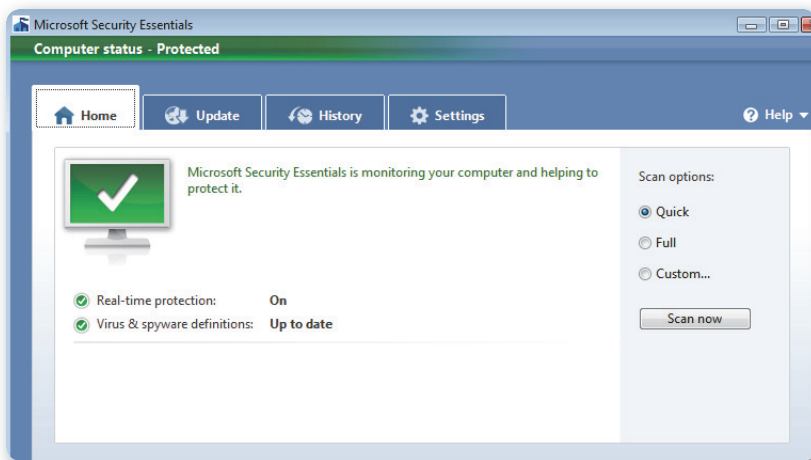 Microsoft Security Essentials
Computer status - Protected
Home
Update
History
Settings
Help
Microsoft Security Essentials is monitoring your computer and helping to
protect it.
Real-time protection: On
Virus & spyware definitions: Up to date
Scan options:
Quick
Full
Custom...
Scan now